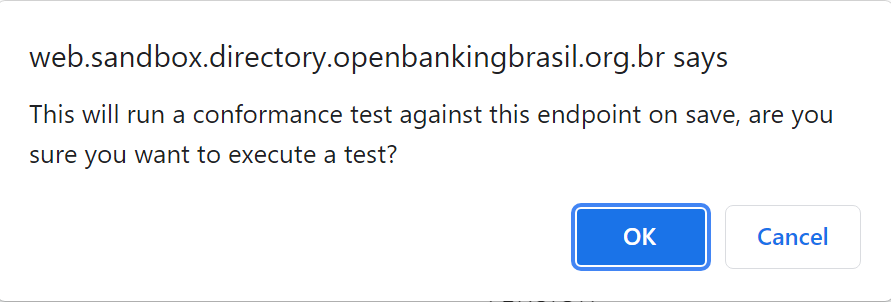 web.sandbox.directory.openbankingbrasil.org.br says
This will run a conformance test against this endpoint on save, are you
sure you want to execute a test?
OK
Cancel